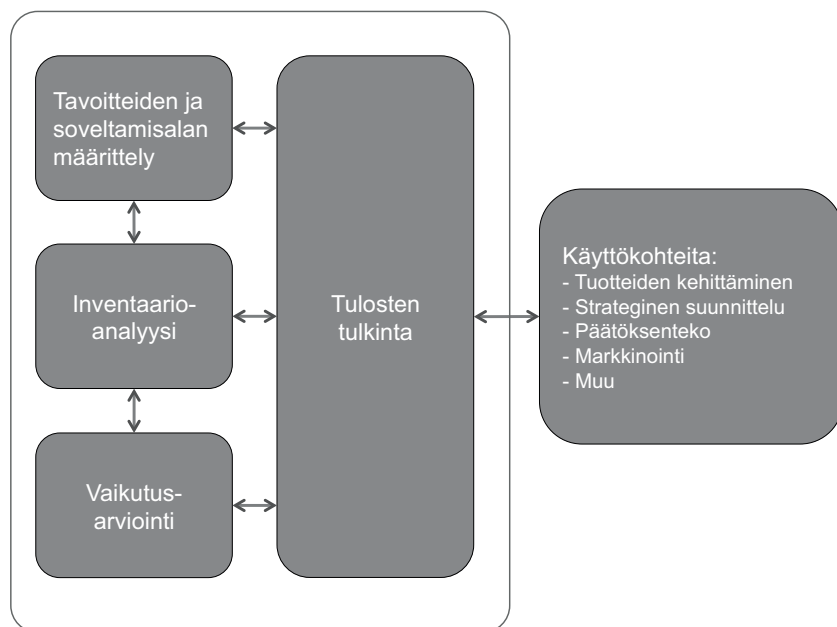 Tavoitteiden ja
soveltamisalan
määrittely
Inventaario-
analyysi
Vaikutus-
arviointi
Tulosten
tulkinta
Käyttökohteita:
- Tuotteiden kehittäminen
- Strateginen suunnittelu
- Päätöksenteko
- Markkinointi
- Muu